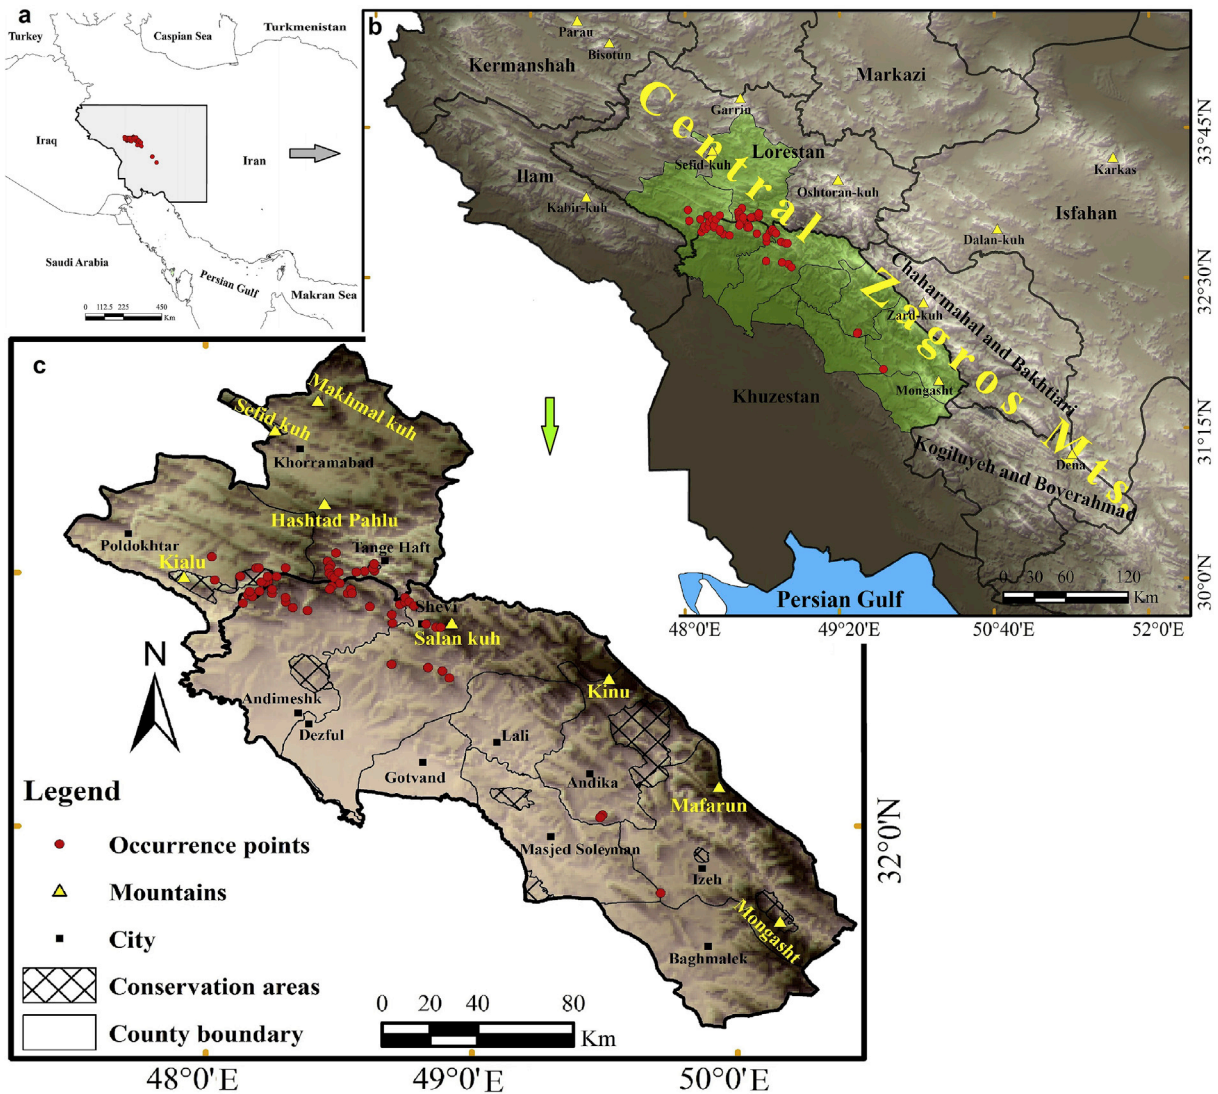 a
Turkey
Caspian Sea
Turkmenistan
Iraq
Iran
Saudi Arabia
Persian Gulf
Makran Sea
0 112.5 225 450
Km
b
Parau
Bisotun
Kermanshah
Markazi
Central Zagros Mts.
Garrin
Sefid-kuh
Lorestan
Ilam
Oshtoran-kuh
Karkas
Kabir-kuh
Isfahan
Dalan-kuh
Chaharmahal and Bakhtiari
Zard-kuh
Mongasht
Khuzestan
Dena
Kogiluyeh and Boyerahmad
Persian Gulf
0 30 60 120
Km
33°45'N
32°30'N
31°15'N
30°0'N
48°0'E 49°20'E 50°40'E 52°0'E
c
Makhmal kuh
Sefid kuh
Khorramabad
Hashtad Pahlu
Poldokhtar
Tange Haft
Kialu
Shevi
Salan kuh
N
Kinu
Andimeshk
Dezful
Lali
Gotvand
Andika
Mafarun
Masjed Soleyman
Izeh
Mongasht
Baghmalek
Legend
Occurrence points
Mountains
City
Conservation areas
County boundary
0 20 40 80
Km
32°0'N
48°0'E 49°0'E 50°0'E